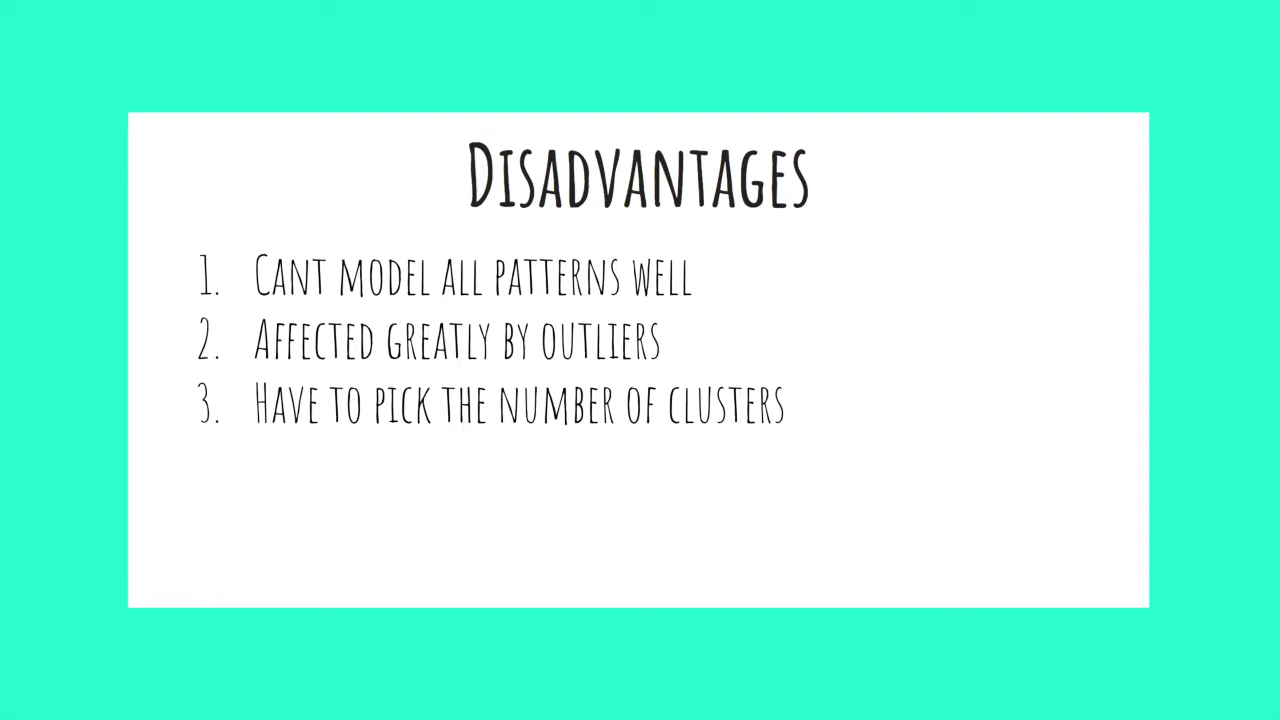 Disadvantages
1. Cant model all patterns well
2. Affected greatly by outliers
3. Have to pick the number of clusters